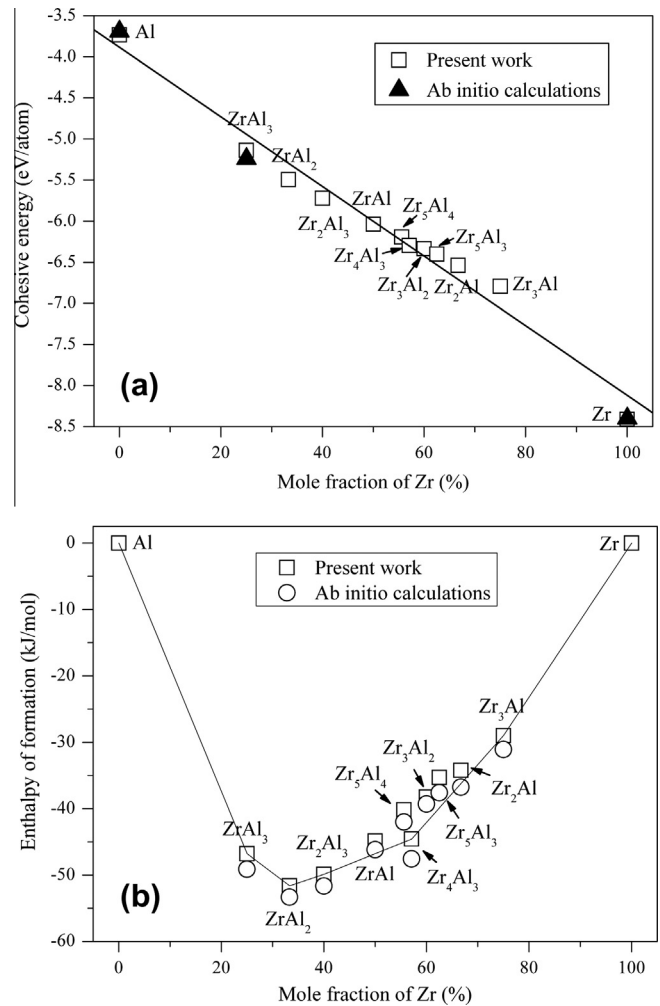 -3.5
-4.0
-4.5
-5.0
-5.5
-6.0
-6.5
-7.0
-7.5
-8.0
-8.5
Cohesive energy (eV/atom)
Al
Present work
Ab initio calculations
ZrAl₃
ZrAl₂
Zr₂Al₃
ZrAl
Zr₅Al₄
Zr₄Al₃
Zr₃Al₂
Zr₅Al₃
Zr₂Al
Zr₃Al
Zr
(a)
0 20 40 60 80 100
Mole fraction of Zr (%)
0
-10
-20
-30
-40
-50
-60
Enthalpy of formation (kJ/mol)
Al
Zr
Present work
Ab initio calculations
Zr₃Al
Zr₃Al₂
Zr₅Al₄
Zr₂Al
ZrAl₃
Zr₂Al₃
Zr₅Al₃
ZrAl
Zr₄Al₃
ZrAl₂
(b)
0 20 40 60 80 100
Mole fraction of Zr (%)